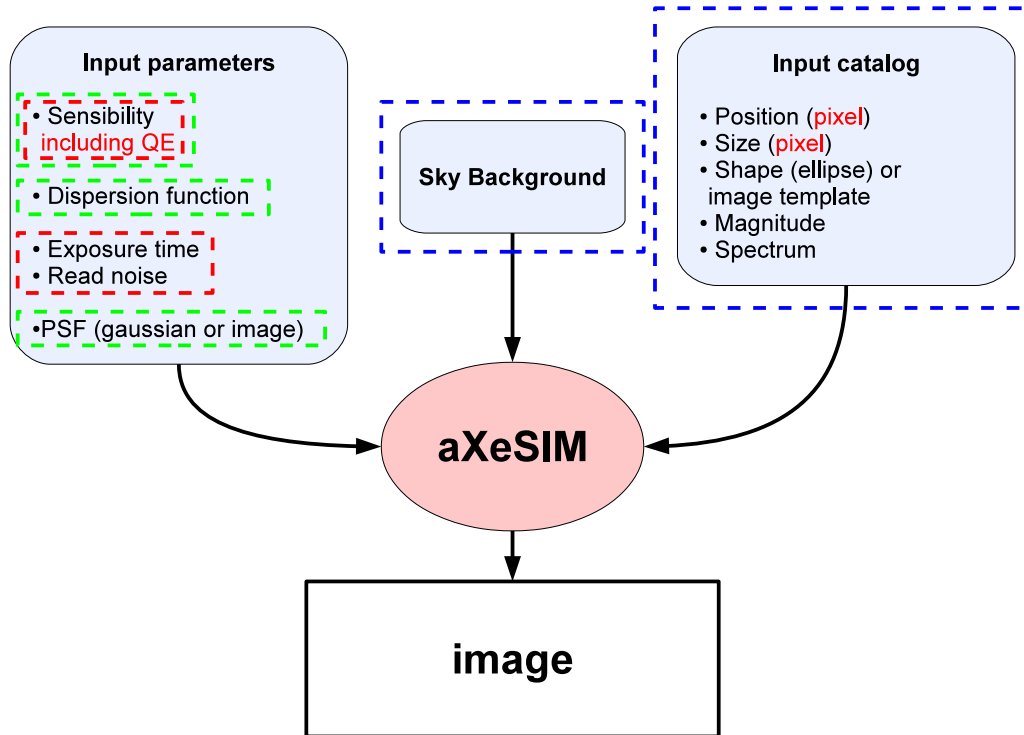 Input parameters
• Sensibility
including QE
• Dispersion function
• Exposure time
• Read noise
•PSF (gaussian or image)
Sky Background
Input catalog
• Position (pixel)
• Size (pixel)
• Shape (ellipse) or
image template
• Magnitude
• Spectrum
aXeSIM
image